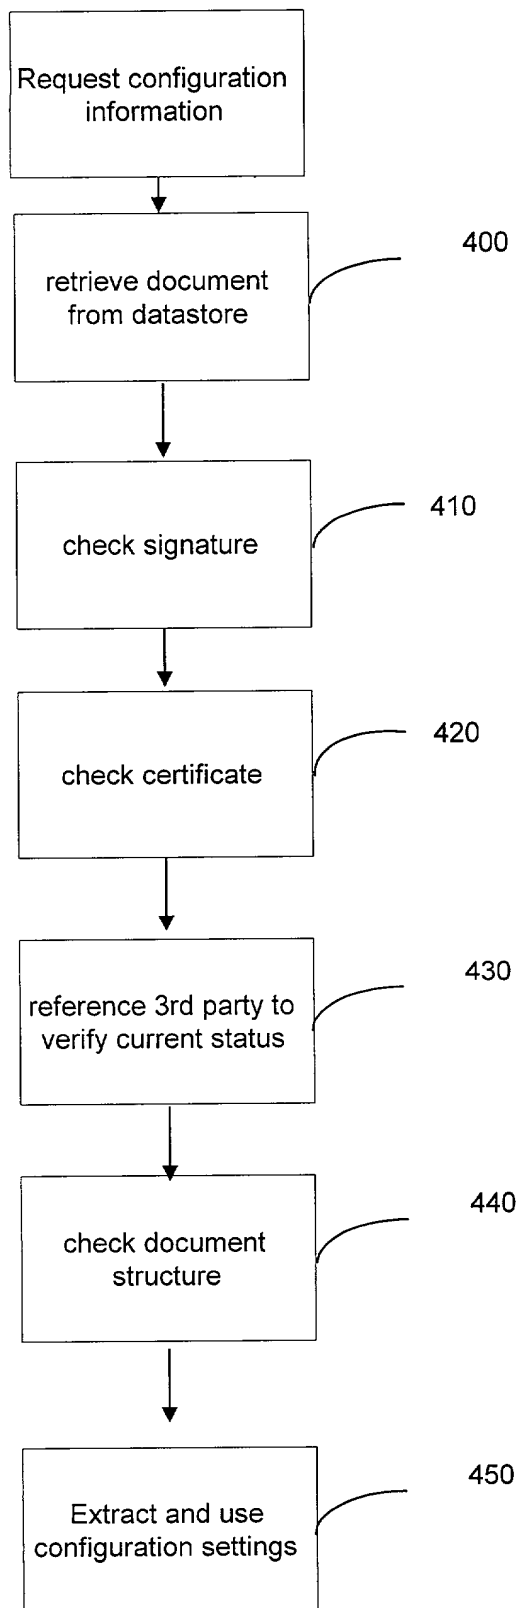 Request configuration
information
retrieve document
from datastore
400
check signature
410
check certificate
420
reference 3rd party to
verify current status
430
check document
structure
440
Extract and use
configuration settings
450